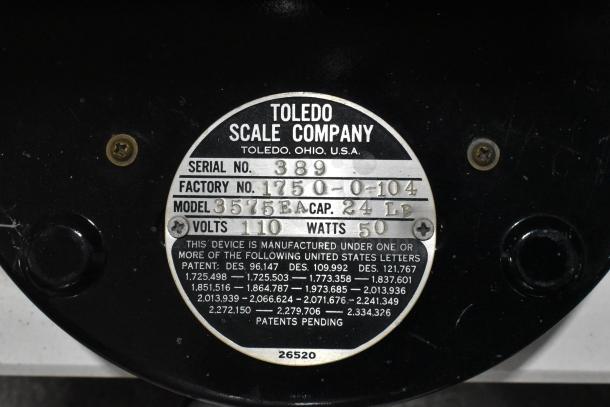 TOLEDO
SCALE COMPANY
TOLEDO, OHIO, U.S.A.
SERIAL NO. 389
FACTORY NO. 1750-0-104
MODEL 3575EA CAP. 24 LB
VOLTS 110 WATTS 50
THIS DEVICE IS MANUFACTURED UNDER ONE OR
MORE OF THE FOLLOWING UNITED STATES LETTERS
PATENT: DES. 96,147 DES. 109,992 DES. 121,767
1,725,498 — 1,725,503 — 1,773,358 — 1,837,601
1,851,516 — 1,864,787 — 1,973,685 — 2,013,936
2,013,939 — 2,066,624 — 2,071,676 — 2,241,349
2,272,150 — 2,279,706 — 2,334,326
PATENTS PENDING
26520